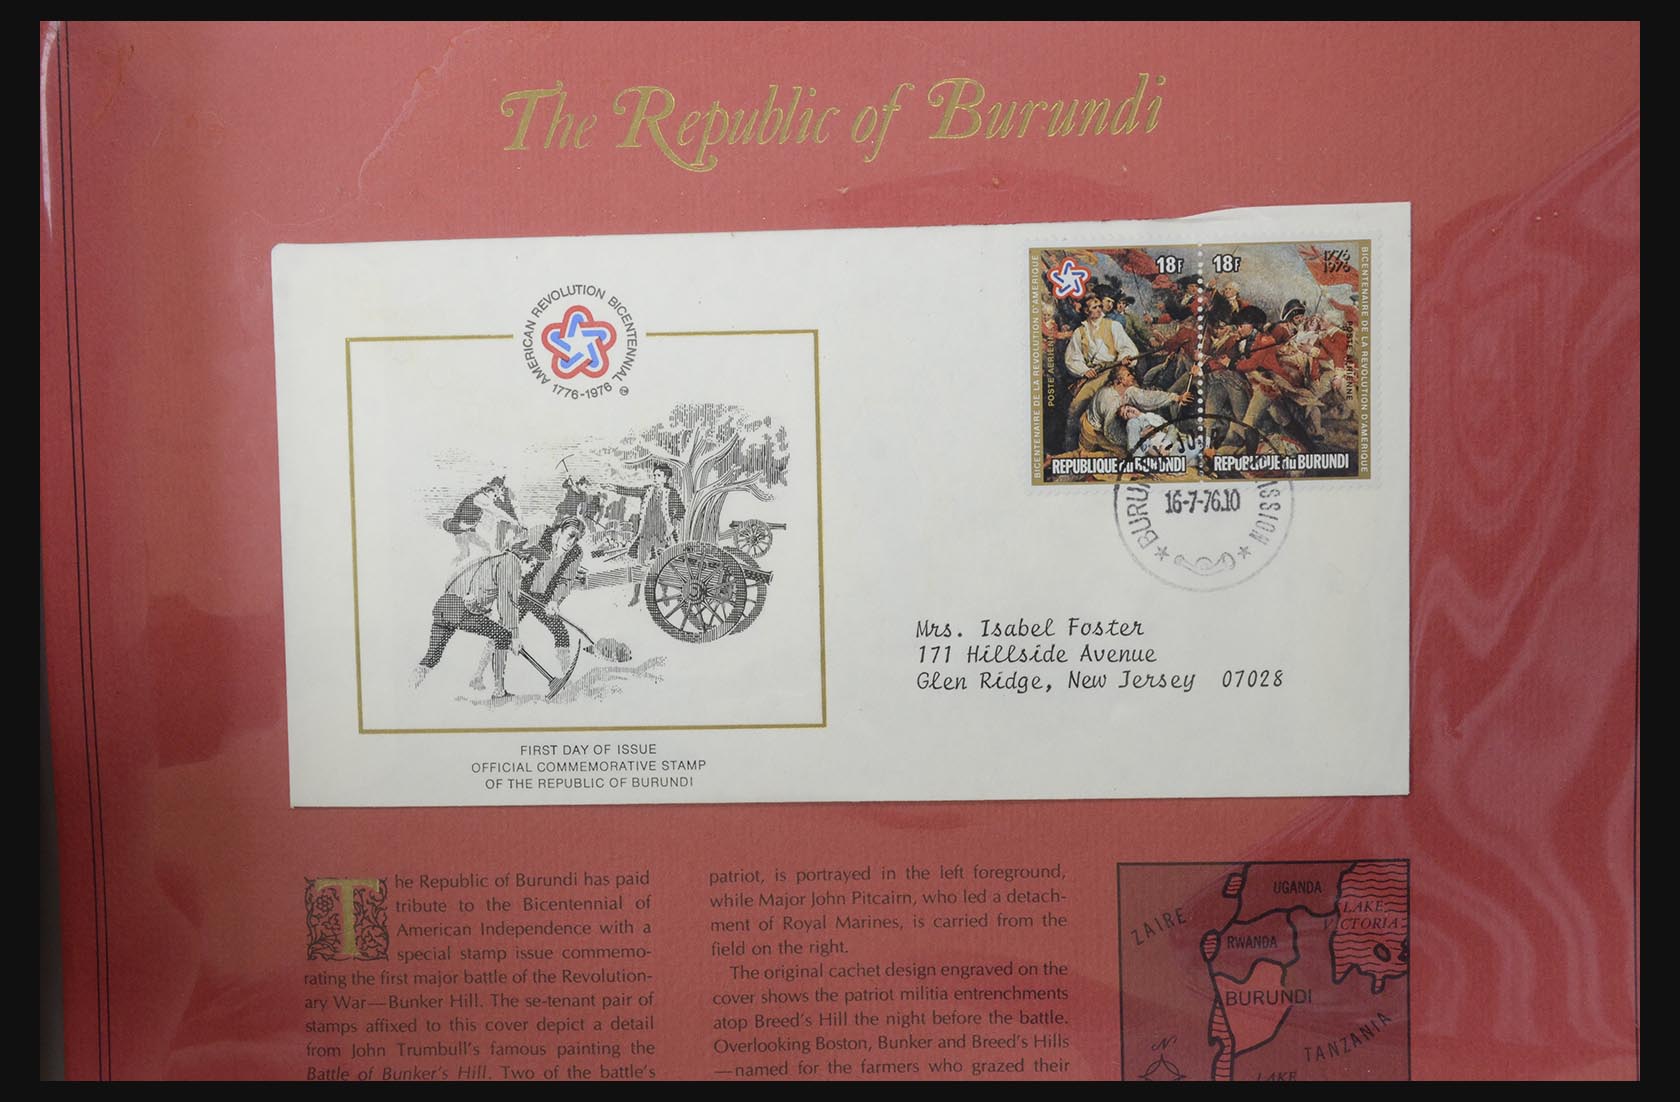 The Republic of Burundi
AMERICAN REVOLUTION BICENTENNIAL
1776-1976
18F
BICENTENAIRE DE LA REVOLUTION D'AMERIQUE
POSTE AERIENNE
REPUBLIQUE du BURUNDI
18F
1776
1976
POSTE AERIENNE
BICENTENAIRE DE LA REVOLUTION D'AMERIQUE
REPUBLIQUE du BURUNDI
16-7-76.10
Mrs. Isabel Foster
171 Hillside Avenue
Glen Ridge, New Jersey 07028
FIRST DAY OF ISSUE
OFFICIAL COMMEMORATIVE STAMP
OF THE REPUBLIC OF BURUNDI
The Republic of Burundi has paid
tribute to the Bicentennial of
American Independence with a
special stamp issue commemo-
rating the first major battle of the Revolution-
ary War—Bunker Hill. The se-tenant pair of
stamps affixed to this cover depict a detail
from John Trumbull's famous painting the
Battle of Bunker's Hill. Two of the battle's
patriot, is portrayed in the left foreground,
while Major John Pitcairn, who led a detach-
ment of Royal Marines, is carried from the
field on the right.
The original cachet design engraved on the
cover shows the patriot militia entrenchments
atop Breed's Hill the night before the battle.
Overlooking Boston, Bunker and Breed's Hills
—named for the farmers who grazed their
UGANDA
ZAIRE
LAKE
VICTORIA
RWANDA
BURUNDI
TANZANIA
N
LAKE